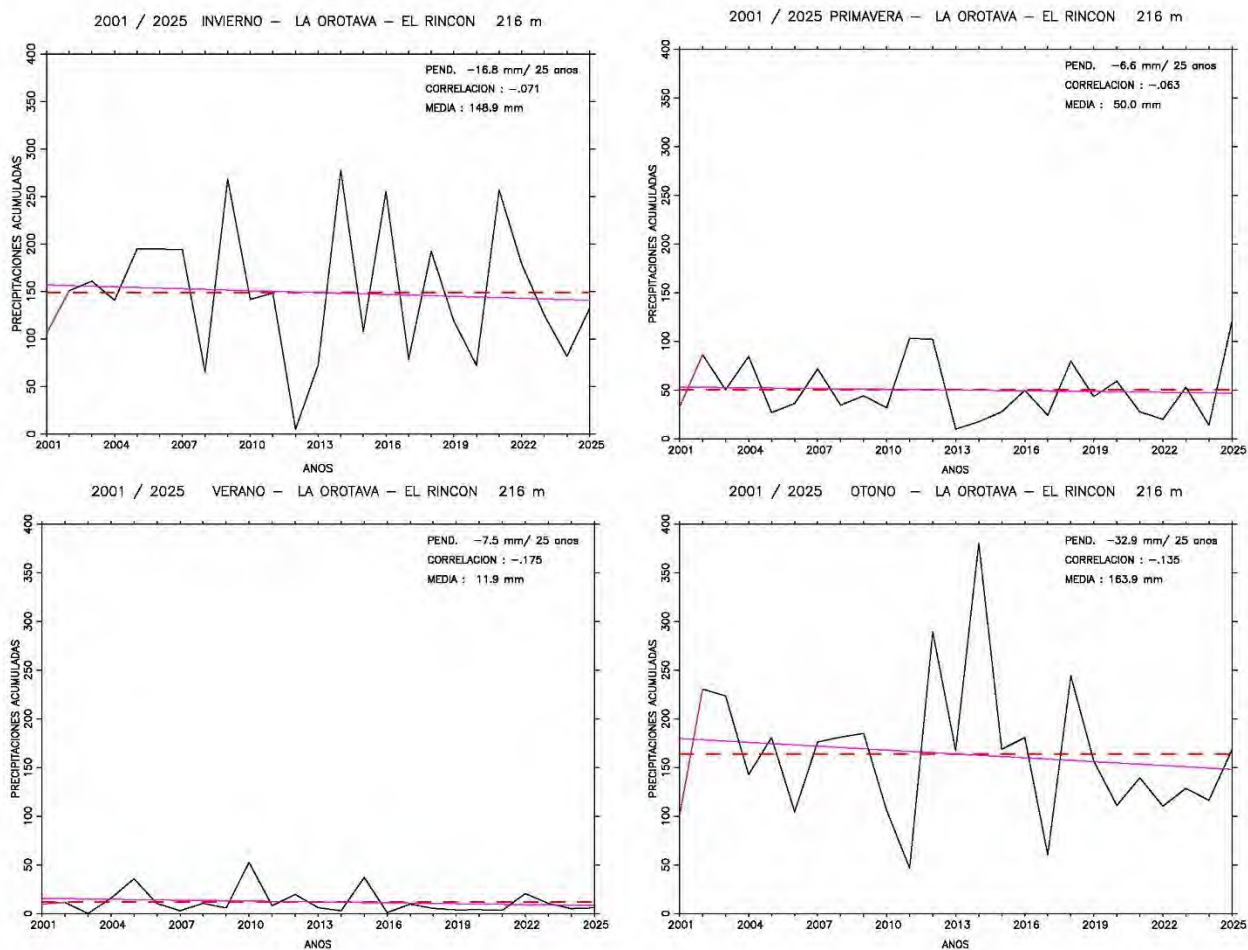 2001 / 2025 INVIERNO – LA OROTAVA – EL RINCON 216 m
PEND. –16.8 mm/ 25 anos
CORRELACION : –.071
MEDIA : 148.9 mm
PRECIPITACIONES ACUMULADAS
400
350
300
250
200
150
100
50
0
2001 2004 2007 2010 2013 2016 2019 2022 2025
ANOS
2001 / 2025 PRIMAVERA – LA OROTAVA – EL RINCON 216 m
PEND. –6.6 mm/ 25 anos
CORRELACION : –.063
MEDIA : 50.0 mm
PRECIPITACIONES ACUMULADAS
400
350
300
250
200
150
100
50
0
2001 2004 2007 2010 2013 2016 2019 2022 2025
ANOS
2001 / 2025 VERANO – LA OROTAVA – EL RINCON 216 m
PEND. –7.5 mm/ 25 anos
CORRELACION : –.175
MEDIA : 11.9 mm
PRECIPITACIONES ACUMULADAS
400
350
300
250
200
150
100
50
0
2001 2004 2007 2010 2013 2016 2019 2022 2025
ANOS
2001 / 2025 OTONO – LA OROTAVA – EL RINCON 216 m
PEND. –32.9 mm/ 25 anos
CORRELACION : –.135
MEDIA : 163.9 mm
PRECIPITACIONES ACUMULADAS
400
350
300
250
200
150
100
50
0
2001 2004 2007 2010 2013 2016 2019 2022 2025
ANOS